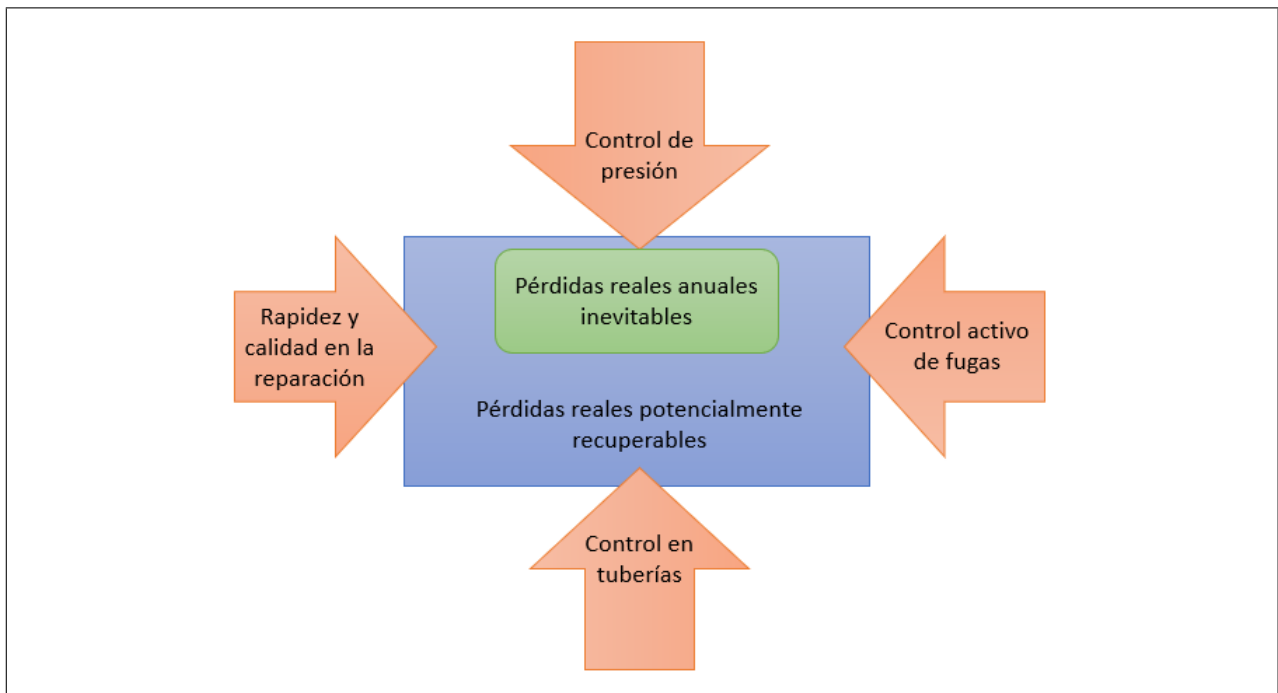 Control de
presión
Pérdidas reales anuales
inevitables
Rapidez y
calidad en la
reparación
Control activo
de fugas
Pérdidas reales potencialmente
recuperables
Control en
tuberías